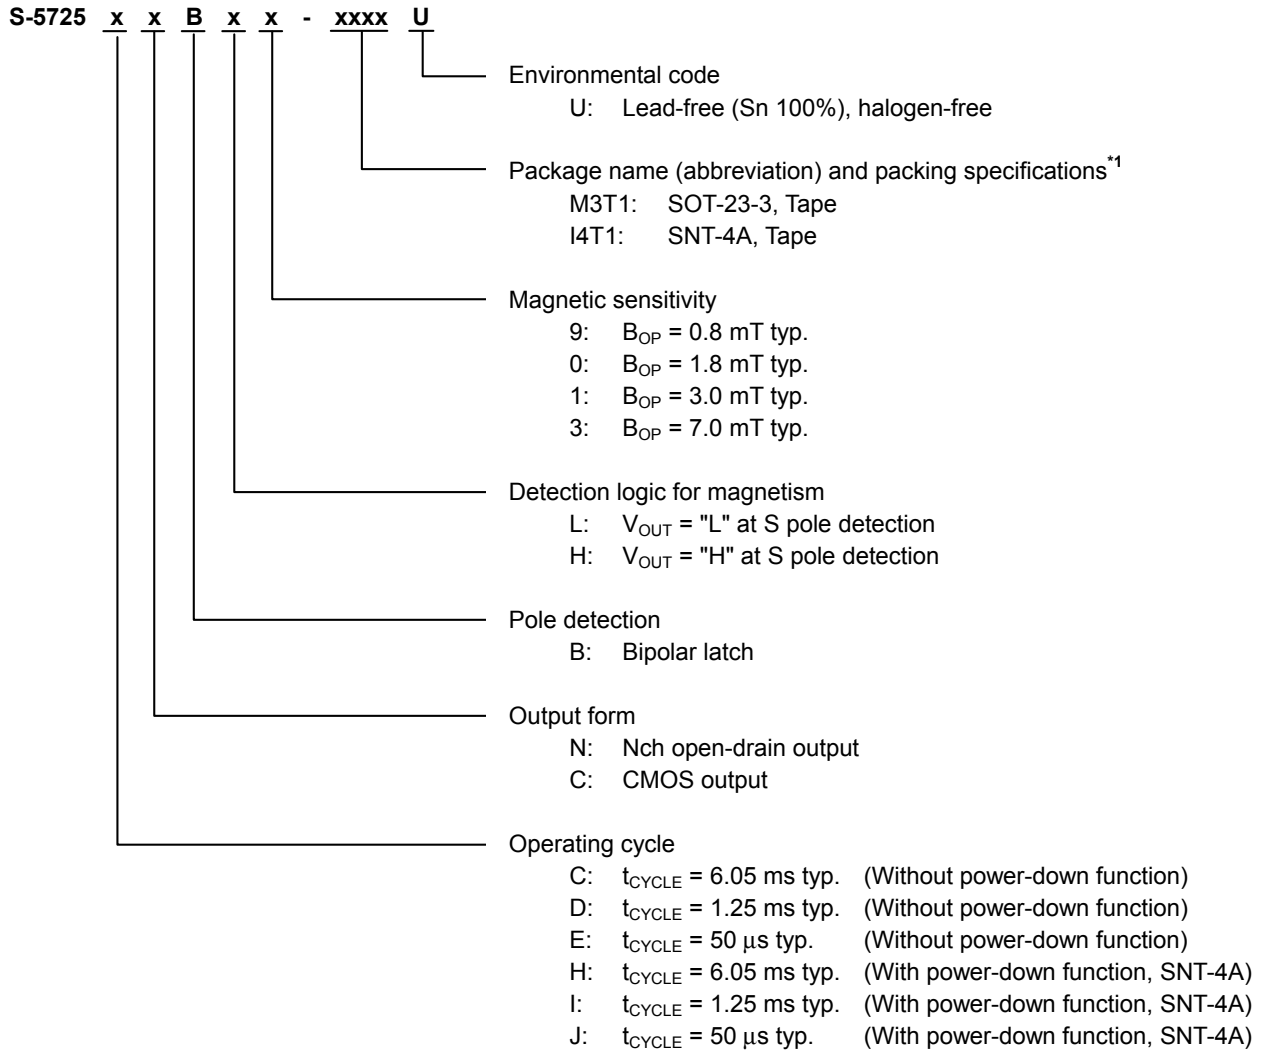 S-5725 x x B x x - xxxx U
Environmental code
U: Lead-free (Sn 100%), halogen-free
Package name (abbreviation) and packing specifications*1
M3T1: SOT-23-3, Tape
I4T1: SNT-4A, Tape
Magnetic sensitivity
9: BOP = 0.8 mT typ.
0: BOP = 1.8 mT typ.
1: BOP = 3.0 mT typ.
3: BOP = 7.0 mT typ.
Detection logic for magnetism
L: VOUT = "L" at S pole detection
H: VOUT = "H" at S pole detection
Pole detection
B: Bipolar latch
Output form
N: Nch open-drain output
C: CMOS output
Operating cycle
C: tCYCLE = 6.05 ms typ. (Without power-down function)
D: tCYCLE = 1.25 ms typ. (Without power-down function)
E: tCYCLE = 50 μs typ. (Without power-down function)
H: tCYCLE = 6.05 ms typ. (With power-down function, SNT-4A)
I: tCYCLE = 1.25 ms typ. (With power-down function, SNT-4A)
J: tCYCLE = 50 μs typ. (With power-down function, SNT-4A)